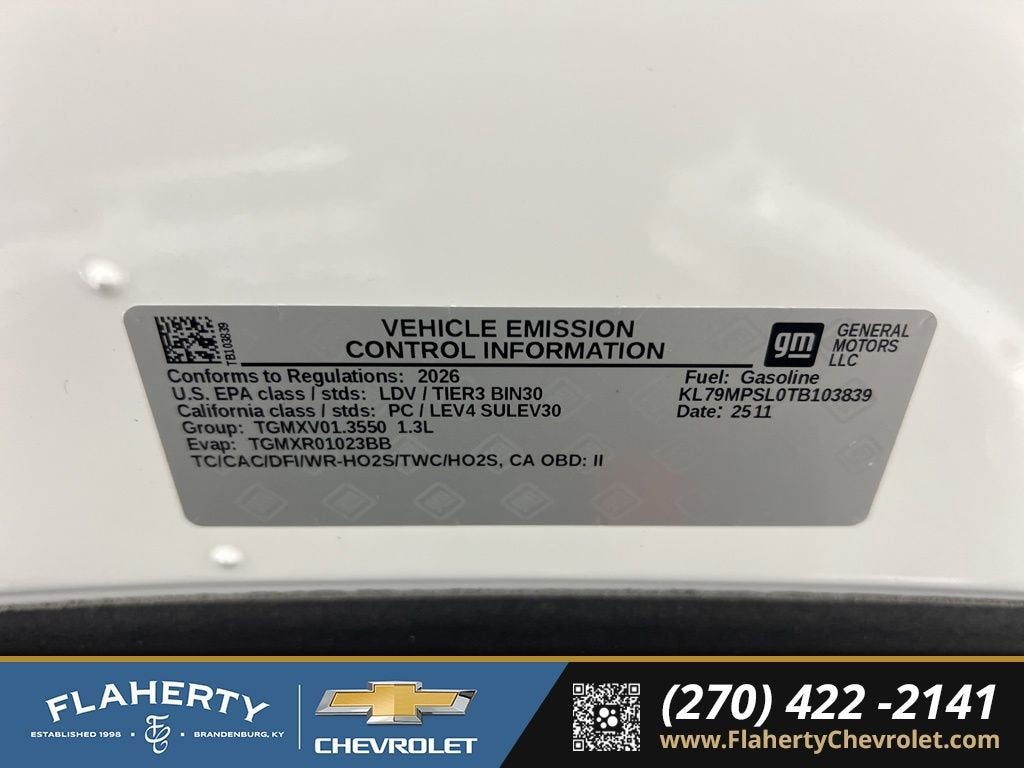 VEHICLE EMISSION
CONTROL INFORMATION
gm
GENERAL
MOTORS
LLC
TB103839
Conforms to Regulations: 2026
U.S. EPA class / stds: LDV / TIER3 BIN30
California class / stds: PC / LEV4 SULEV30
Group: TGMXV01.3550 1.3L
Evap: TGMXR01023BB
TC/CAC/DFI/WR-HO2S/TWC/HO2S, CA OBD: II
Fuel: Gasoline
KL79MPSL0TB103839
Date: 2511
FLAHERTY
ESTABLISHED 1998 • BRANDENBURG, KY
CHEVROLET
(270) 422 -2141
www.FlahertyChevrolet.com